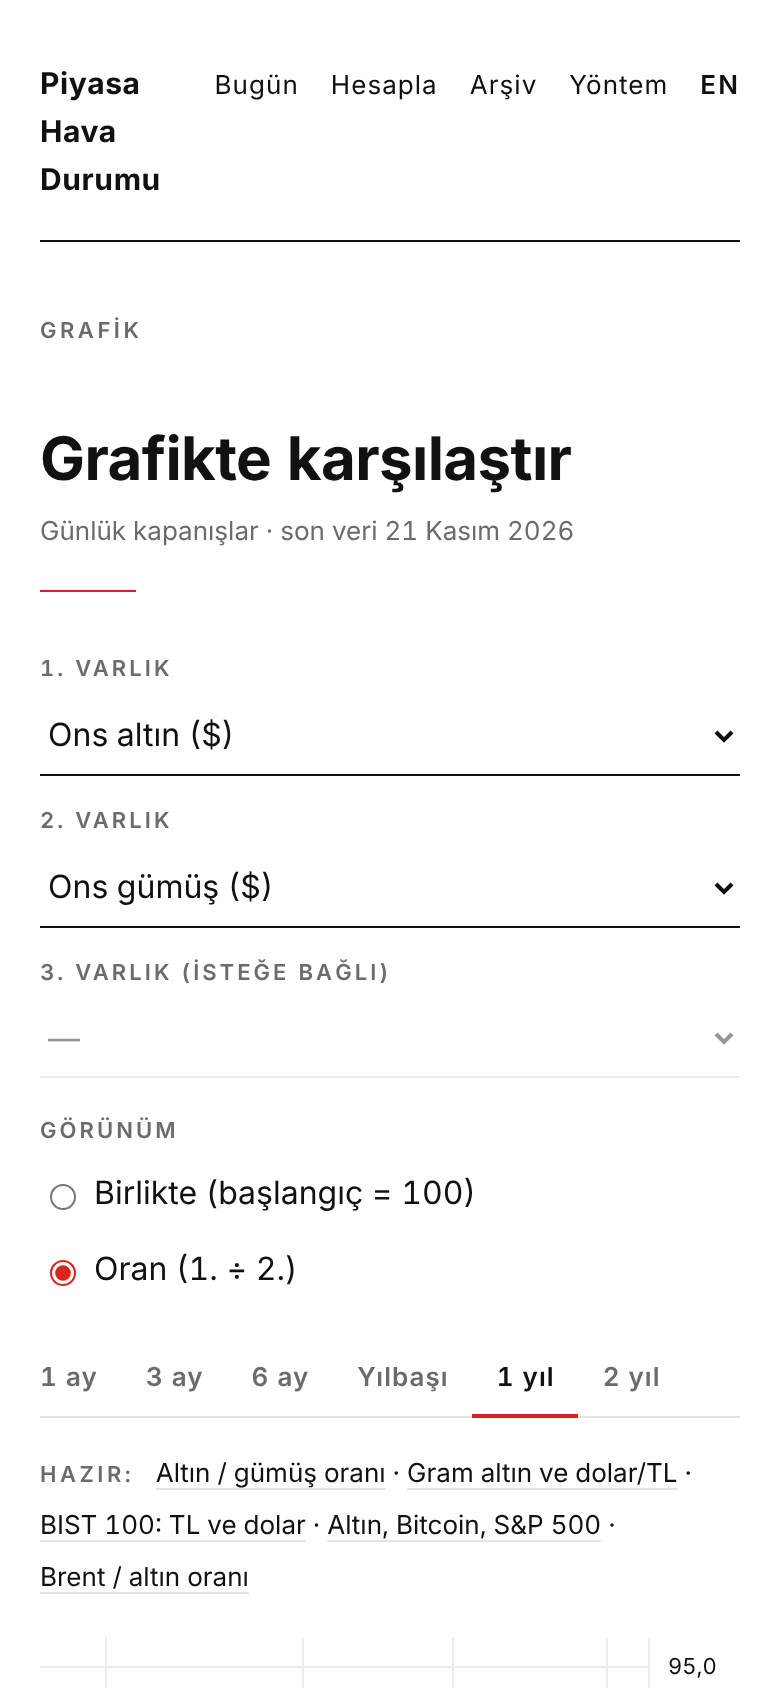 Piyasa
Hava
Durumu
Bugün Hesapla Arşiv Yöntem EN
GRAFİK
Grafikte karşılaştır
Günlük kapanışlar · son veri 21 Kasım 2026
1. VARLIK
Ons altın ($)
2. VARLIK
Ons gümüş ($)
3. VARLIK (İSTEĞE BAĞLI)
—
GÖRÜNÜM
Birlikte (başlangıç = 100)
Oran (1. ÷ 2.)
1 ay 3 ay 6 ay Yılbaşı 1 yıl 2 yıl
HAZIR: Altın / gümüş oranı · Gram altın ve dolar/TL ·
BIST 100: TL ve dolar · Altın, Bitcoin, S&P 500 ·
Brent / altın oranı
95,0